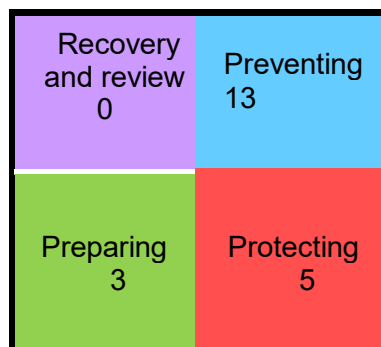 Recovery
and review
0
Preventing
13
Preparing
3
Protecting
5